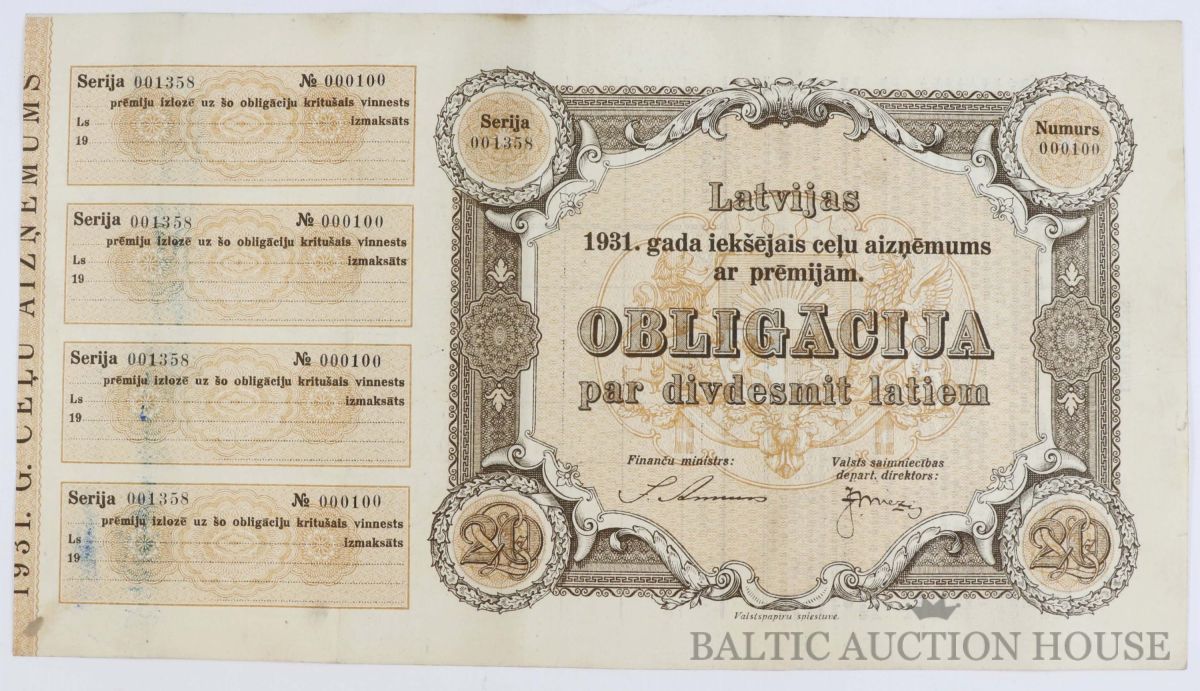 1931. G. CEĻU AIZŅĒMUMS
Serija 001358 № 000100
prēmiju izlozē uz šo obligāciju kritušais vinnests
Ls izmaksāts
19
Serija 001358 № 000100
prēmiju izlozē uz šo obligāciju kritušais vinnests
Ls izmaksāts
19
Serija 001358 № 000100
prēmiju izlozē uz šo obligāciju kritušais vinnests
Ls izmaksāts
19
Serija 001358 № 000100
prēmiju izlozē uz šo obligāciju kritušais vinnests
Ls izmaksāts
19
Serija
001358
Numurs
000100
Latvijas
1931. gada iekšējais ceļu aizņēmums
ar prēmijām.
OBLIGĀCIJA
par divdesmit latiem
Finanču ministrs:
Valsts saimniecības
depart. direktors:
Valstspapīru spiestuve.
BALTIC AUCTION HOUSE